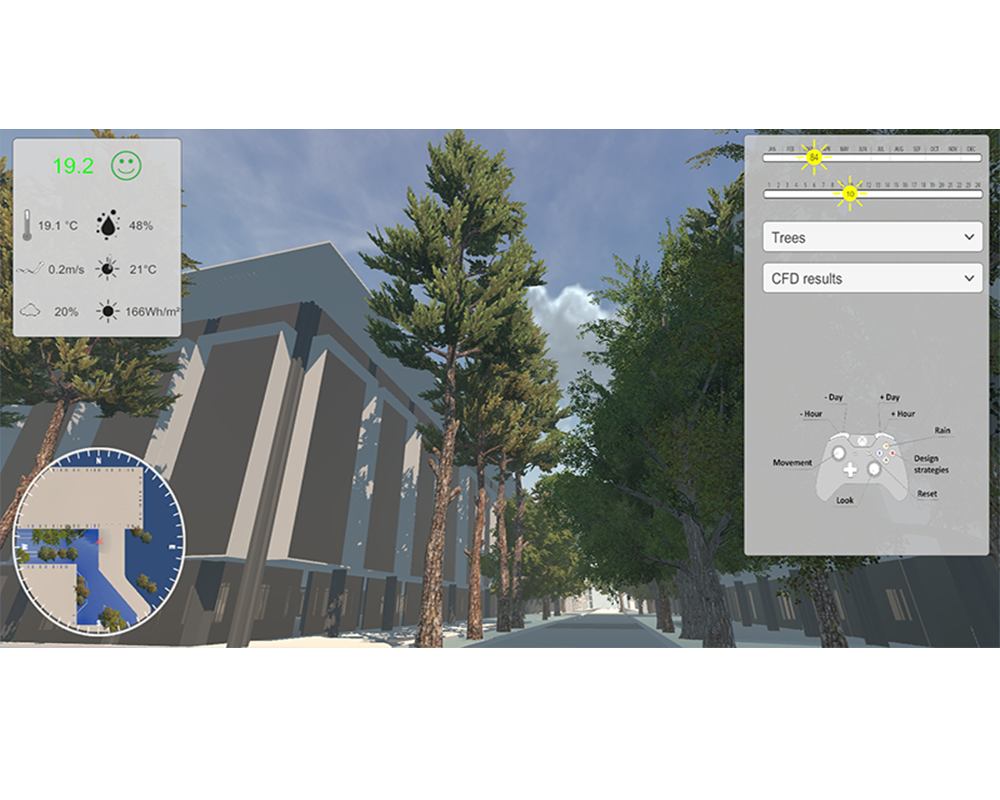 19.2
19.1 °C
48%
0.2m/s
21°C
20%
166Wh/m²
N
JAN FEB MAY JUN JUL AUG SEP OCT NOV DEC
84
1 2 3 4 5 6 7 8 12 13 14 15 16 17 18 19 20 21 22 23 24
10
Trees
CFD results
- Day
+ Day
- Hour
+ Hour
Rain
Movement
Design
strategies
Look
Reset